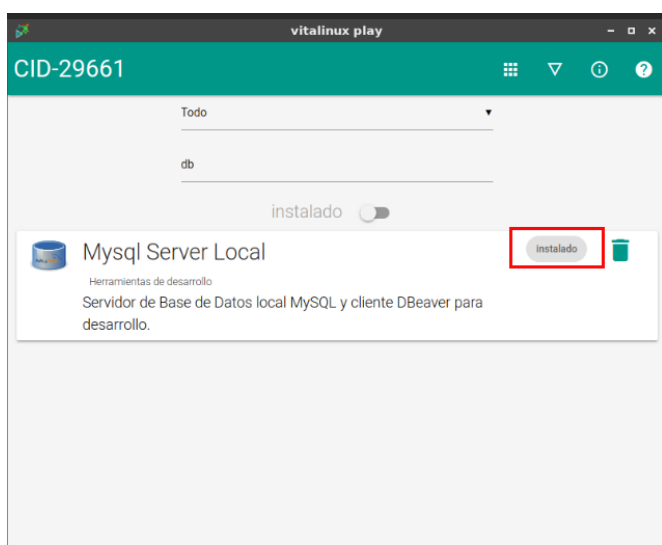 vitalinux play
CID-29661
Todo
db
instalado
Mysql Server Local
instalado
Herramientas de desarrollo
Servidor de Base de Datos local MySQL y cliente DBeaver para
desarrollo.